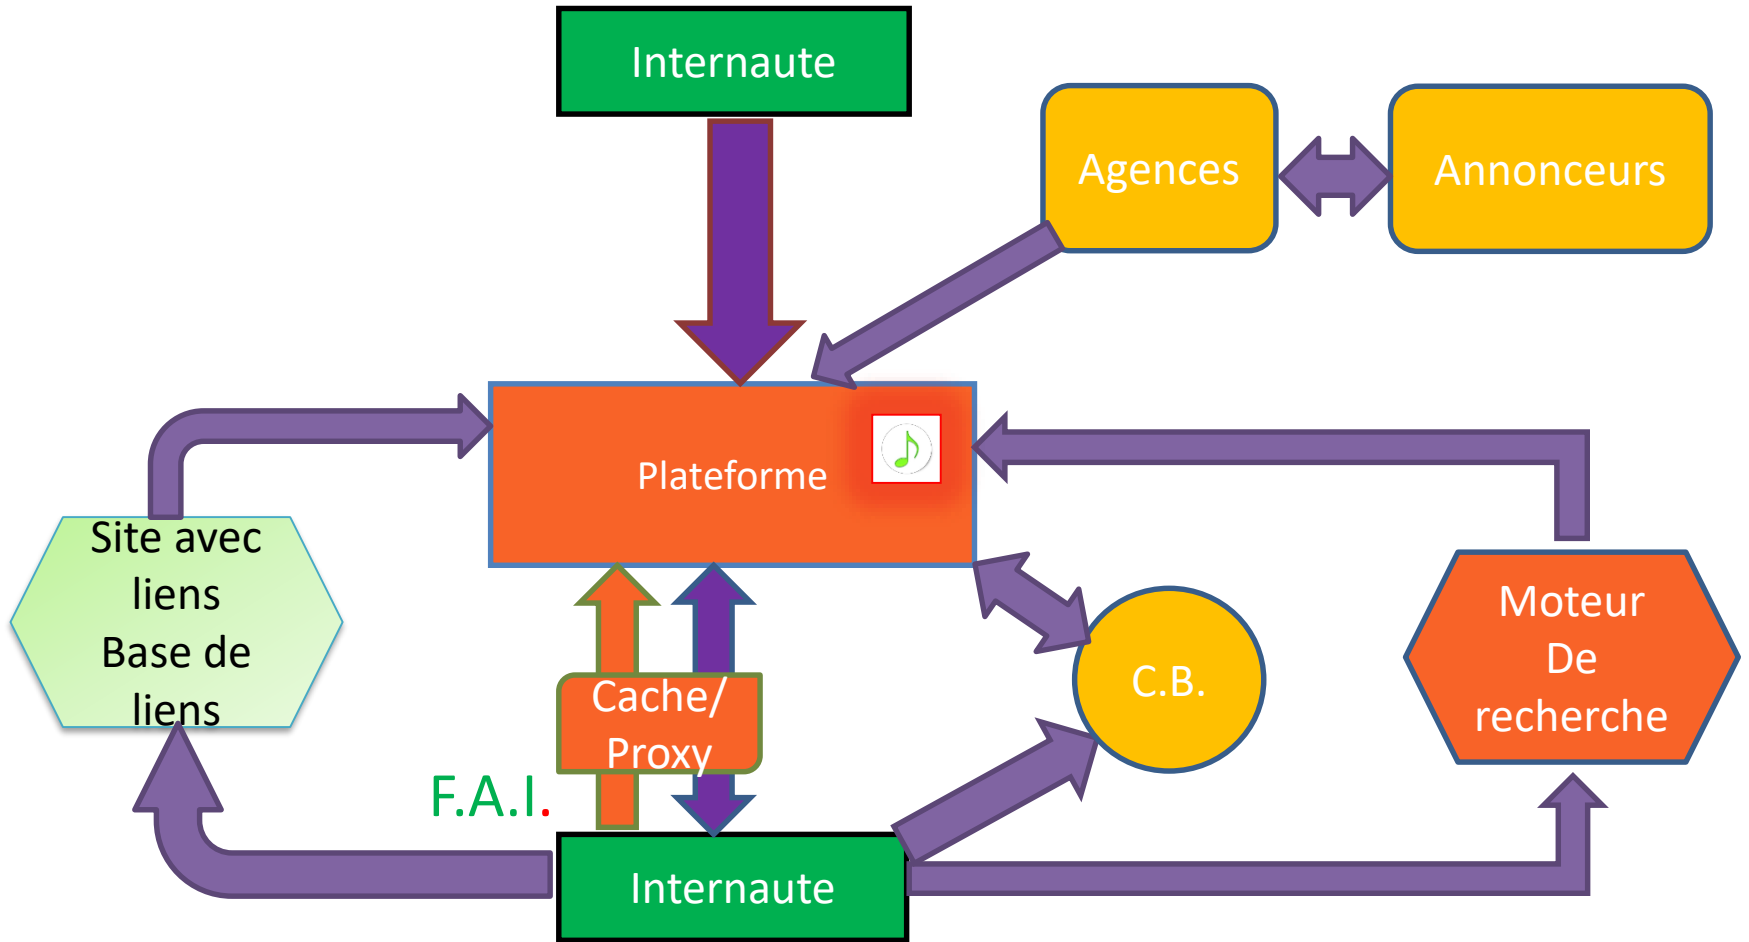 Internaute
Agences
Annonceurs
Plateforme
Site avec
liens
Base de
liens
Moteur
De
recherche
C.B.
Cache/
Proxy
F.A.I.
Internaute